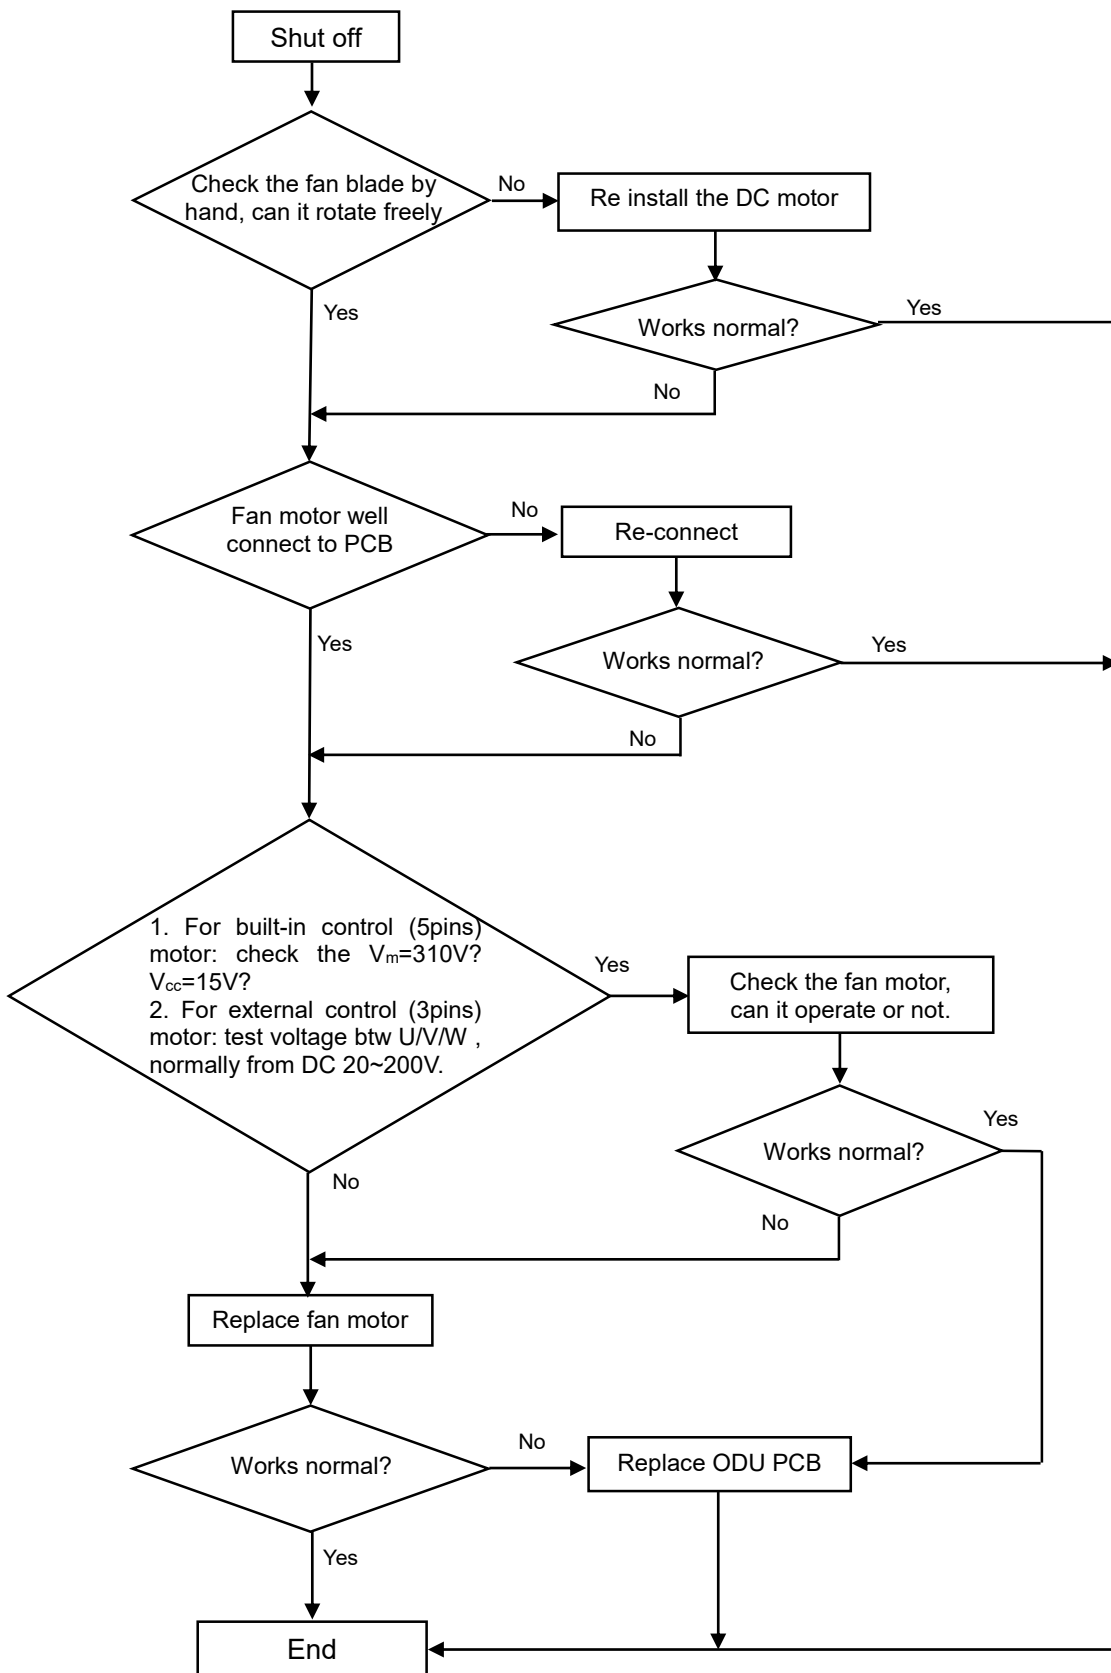 Shut off
Check the fan blade by
hand, can it rotate freely
No
Re install the DC motor
Yes
Works normal?
Yes
No
Fan motor well
connect to PCB
No
Re-connect
Yes
Works normal?
Yes
No
1. For built-in control (5pins)
motor: check the Vm=310V?
Vcc=15V?
2. For external control (3pins)
motor: test voltage btw U/V/W ,
normally from DC 20~200V.
Yes
Check the fan motor,
can it operate or not.
No
Works normal?
Yes
No
Replace fan motor
Works normal?
No
Replace ODU PCB
Yes
End